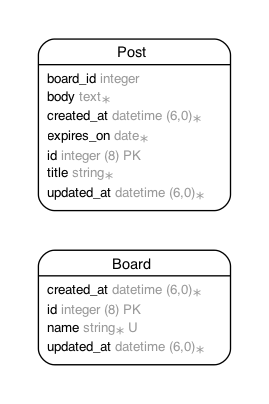 Post
board_id integer
body text*
created_at datetime (6,0)*
expires_on date*
id integer (8) PK
title string*
updated_at datetime (6,0)*
Board
created_at datetime (6,0)*
id integer (8) PK
name string* U
updated_at datetime (6,0)*